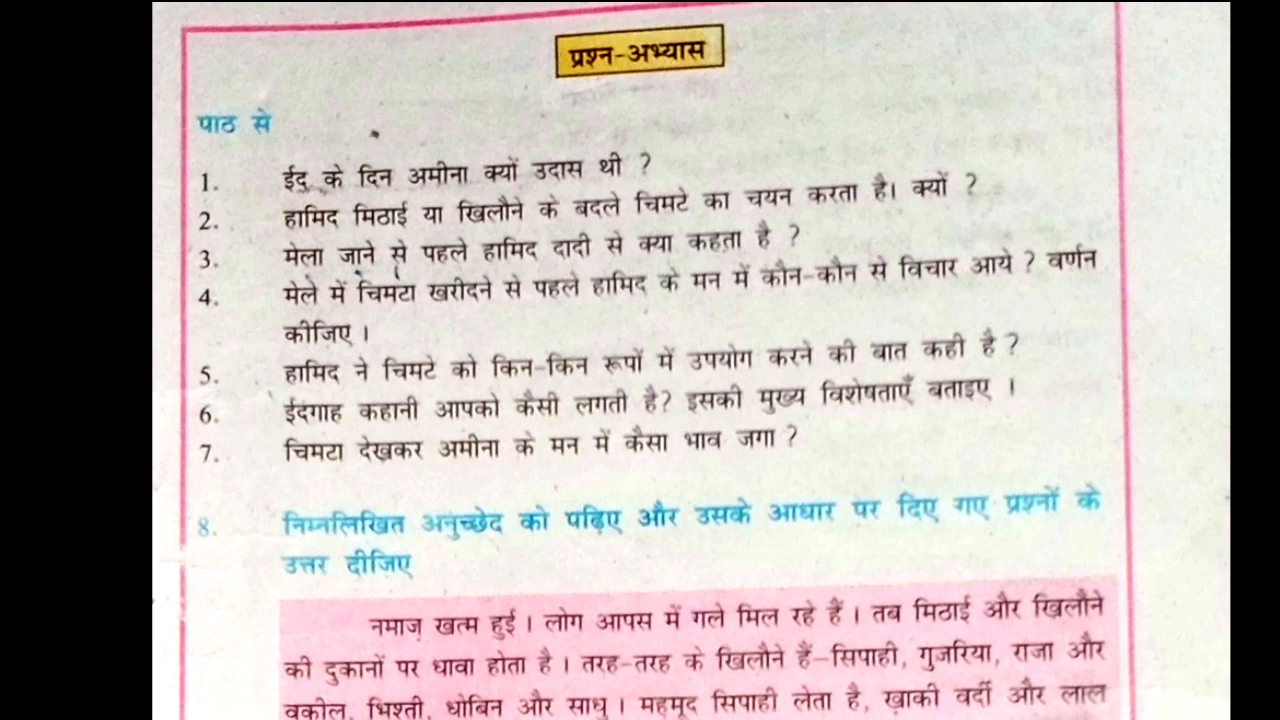 प्रश्न-अभ्यास
पाठ से
1. ईद के दिन अमीना क्यों उदास थी ?
2. हामिद मिठाई या खिलौने के बदले चिमटे का चयन करता है। क्यों ?
3. मेला जाने से पहले हामिद दादी से क्या कहता है ?
4. मेले में चिमटा खरीदने से पहले हामिद के मन में कौन-कौन से विचार आये ? वर्णन
कीजिए ।
5. हामिद ने चिमटे को किन-किन रूपों में उपयोग करने की बात कही है ?
6. ईदगाह कहानी आपको कैसी लगती है? इसकी मुख्य विशेषताएँ बताइए ।
7. चिमटा देखकर अमीना के मन में कैसा भाव जगा ?
8. निम्नलिखित अनुच्छेद को पढ़िए और उसके आधार पर दिए गए प्रश्नों के
उत्तर दीजिए
नमाज़ खत्म हुई । लोग आपस में गले मिल रहे हैं । तब मिठाई और खिलौने
की दुकानों पर धावा होता है । तरह-तरह के खिलौने हैं-सिपाही, गुजरिया, राजा और
वकील, भिश्ती, धोबिन और साधु । महमूद सिपाही लेता है, ख़ाकी वर्दी और लाल